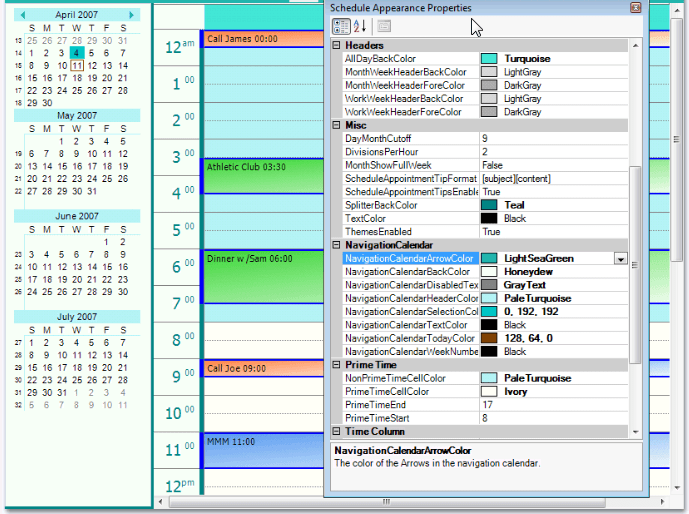 April 2007
S M T W T F S
13 25 26 27 28 29 30 31
14 1 2 3 4 5 6 7
15 8 9 10 11 12 13 14
16 15 16 17 18 19 20 21
17 22 23 24 25 26 27 28
18 29 30
May 2007
S M T W T F S
1 2 3 4 5
19 6 7 8 9 10 11 12
20 13 14 15 16 17 18 19
21 20 21 22 23 24 25 26
22 27 28 29 30 31
June 2007
S M T W T F S
1 2
23 3 4 5 6 7 8 9
24 10 11 12 13 14 15 16
25 17 18 19 20 21 22 23
26 24 25 26 27 28 29 30
July 2007
S M T W T F S
27 1 2 3 4 5 6 7
28 8 9 10 11 12 13 14
29 15 16 17 18 19 20 21
30 22 23 24 25 26 27 28
31 29 30 31 1 2 3 4
32 5 6 7 8 9 10 11
12 am Call James 00:00
1 00
2 00
3 00
Athletic Club 03:30
4 00
5 00
6 00 Dinner w /Sam 06:00
7 00
8 00
9 00 Call Joe 09:00
10 00
11 00 MMM 11:00
12 pm
Schedule Appearance Properties
Headers
AllDayBackColor Turquoise
MonthWeekHeaderBackColor LightGray
MonthWeekHeaderForeColor DarkGray
WorkWeekHeaderBackColor LightGray
WorkWeekHeaderForeColor DarkGray
Misc
DayMonthCutoff 9
DivisionsPerHour 2
MonthShowFullWeek False
ScheduleAppointmentTipFormat [subject][content]
ScheduleAppointmentTipsEnable True
SplitterBackColor Teal
TextColor Black
ThemesEnabled True
NavigationCalendar
NavigationCalendarArrowColor LightSeaGreen
NavigationCalendarBackColor Honeydew
NavigationCalendarDisabledTex GrayText
NavigationCalendarHeaderColor PaleTurquoise
NavigationCalendarSelectionCol 0, 192, 192
NavigationCalendarTextColor Black
NavigationCalendarTodayColor 128, 64, 0
NavigationCalendarWeekNumbe Black
Prime Time
NonPrimeTimeCellColor PaleTurquoise
PrimeTimeCellColor Ivory
PrimeTimeEnd 17
PrimeTimeStart 8
Time Column
NavigationCalendarArrowColor
The color of the Arrows in the navigation calendar.